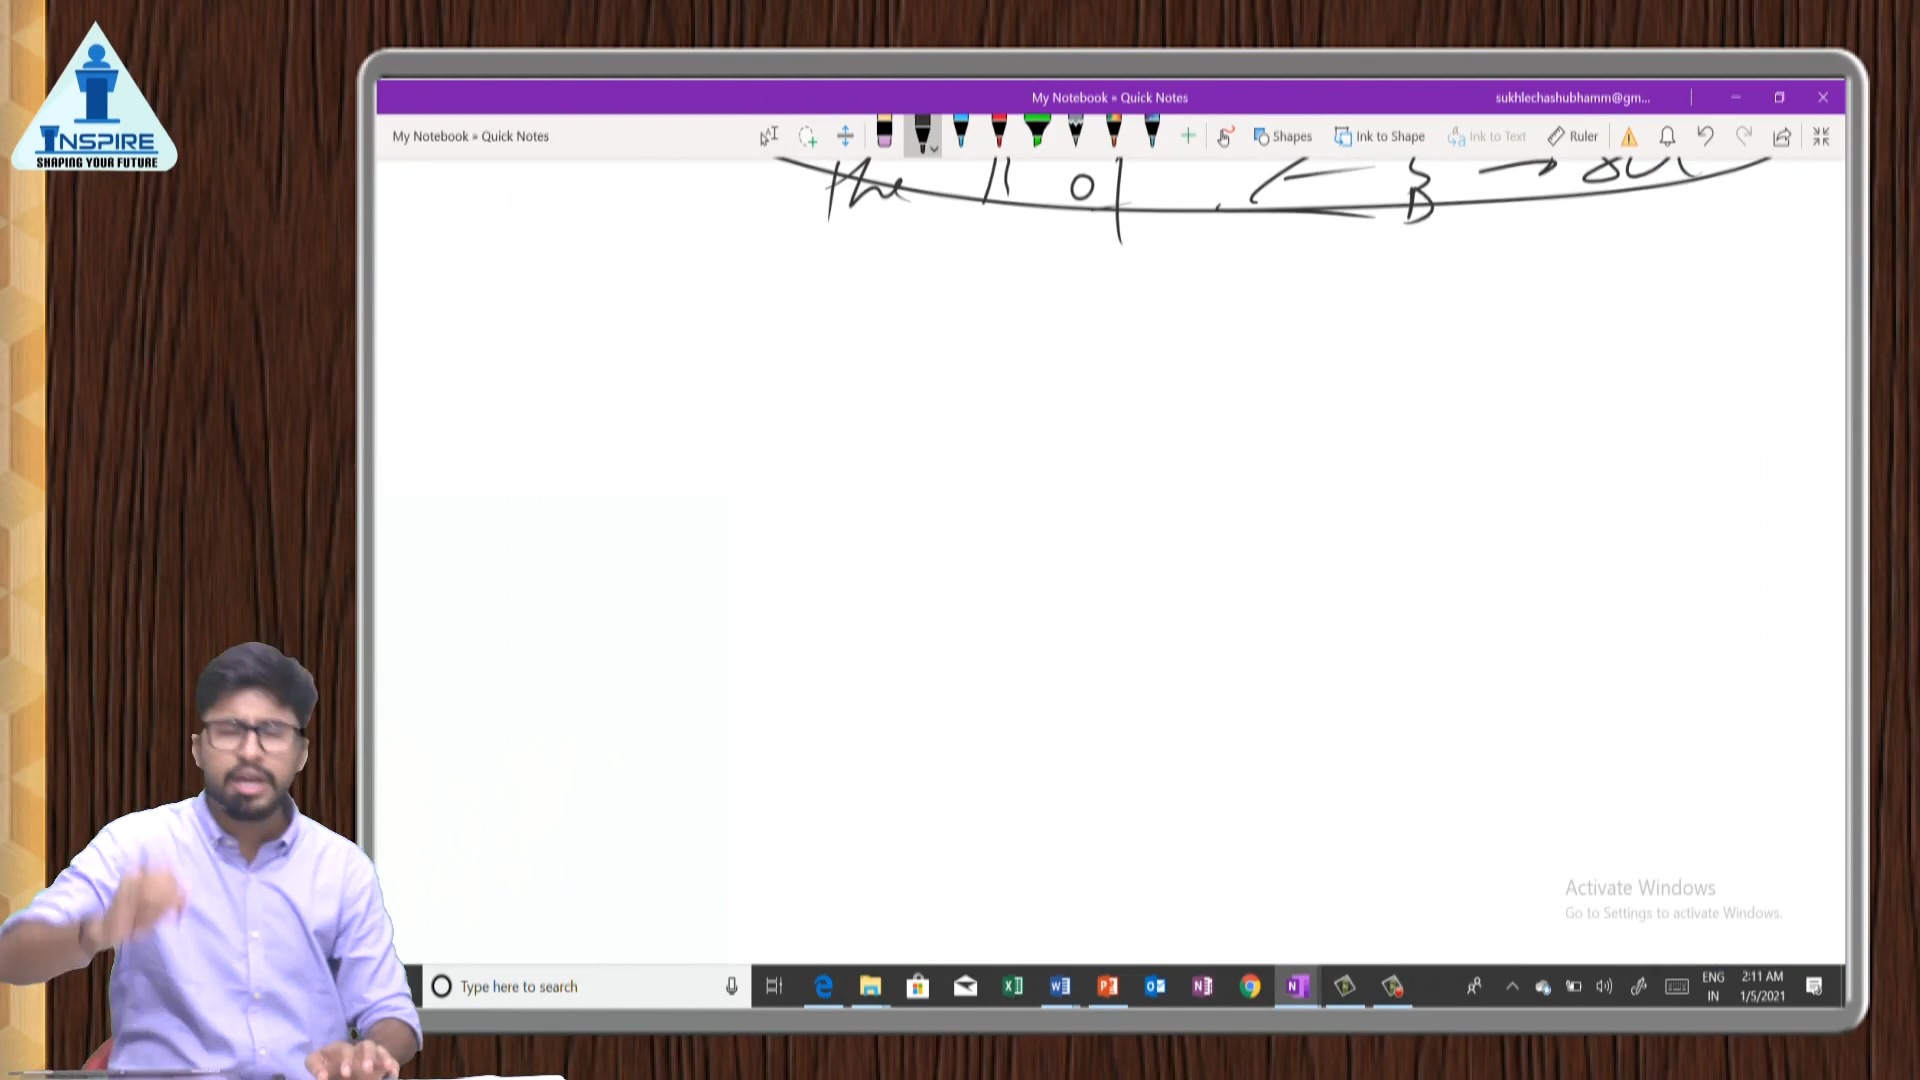 INSPIRE
SHAPING YOUR FUTURE
My Notebook » Quick Notes
sukhlechashubhamm@gm...
My Notebook » Quick Notes
Shapes
Ink to Shape
Ink to Text
Ruler
the
of
B
Activate Windows
Go to Settings to activate Windows.
Type here to search
ENG
IN
2:11 AM
1/5/2021